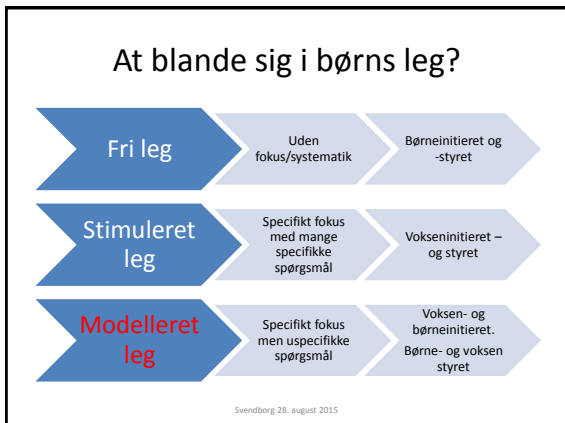 At blande sig i børns leg?
Fri leg
Uden
fokus/systematik
Børneinitieret og
-styret
Stimuleret
leg
Specifikt fokus
med mange
specifikke
spørgsmål
Vokseninitieret –
og styret
Modelleret
leg
Specifikt fokus
men uspecifikke
spørgsmål
Voksen- og
børneinitieret.
Børne- og voksen
styret
Svendborg 28. august 2015